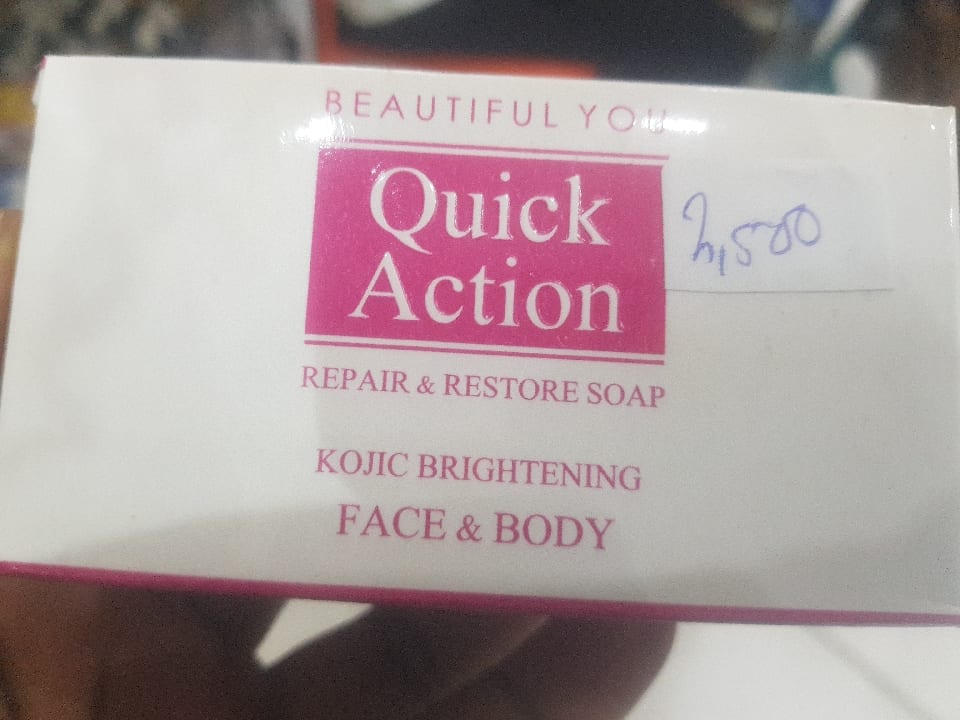 BEAUTIFUL YOU
Quick
Action
2,500
REPAIR & RESTORE SOAP
KOJIC BRIGHTENING
FACE & BODY